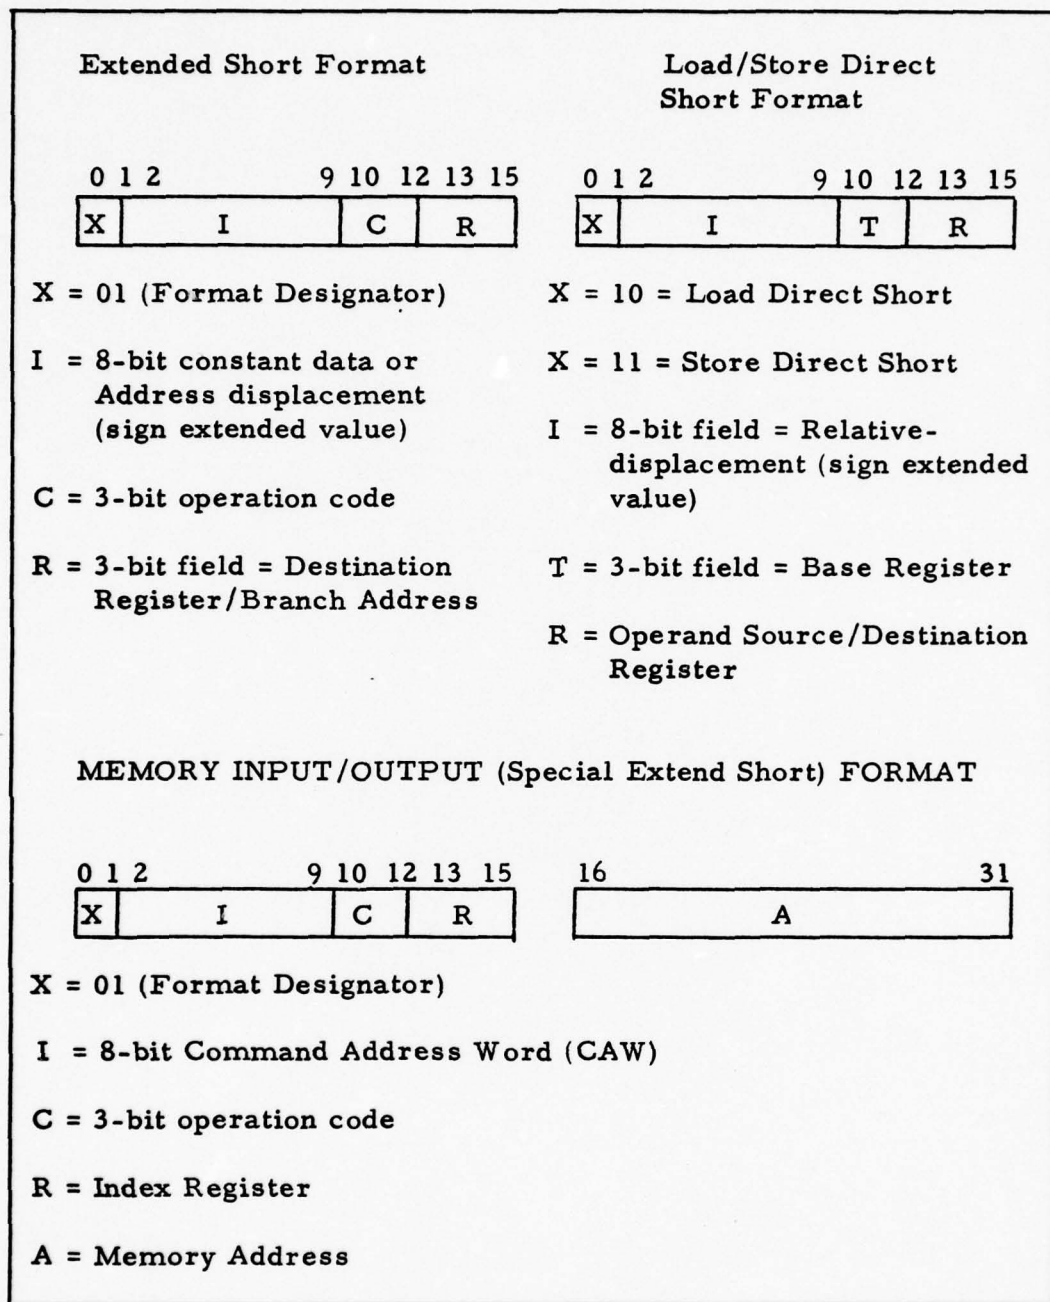 Extended Short Format
0 1 2 9 10 12 13 15
X I C R
X = 01 (Format Designator)
I = 8-bit constant data or
Address displacement
(sign extended value)
C = 3-bit operation code
R = 3-bit field = Destination
Register/Branch Address
Load/Store Direct
Short Format
0 1 2 9 10 12 13 15
X I T R
X = 10 = Load Direct Short
X = 11 = Store Direct Short
I = 8-bit field = Relative-
displacement (sign extended
value)
T = 3-bit field = Base Register
R = Operand Source/Destination
Register
MEMORY INPUT/OUTPUT (Special Extend Short) FORMAT
0 1 2 9 10 12 13 15 16 31
X I C R A
X = 01 (Format Designator)
I = 8-bit Command Address Word (CAW)
C = 3-bit operation code
R = Index Register
A = Memory Address